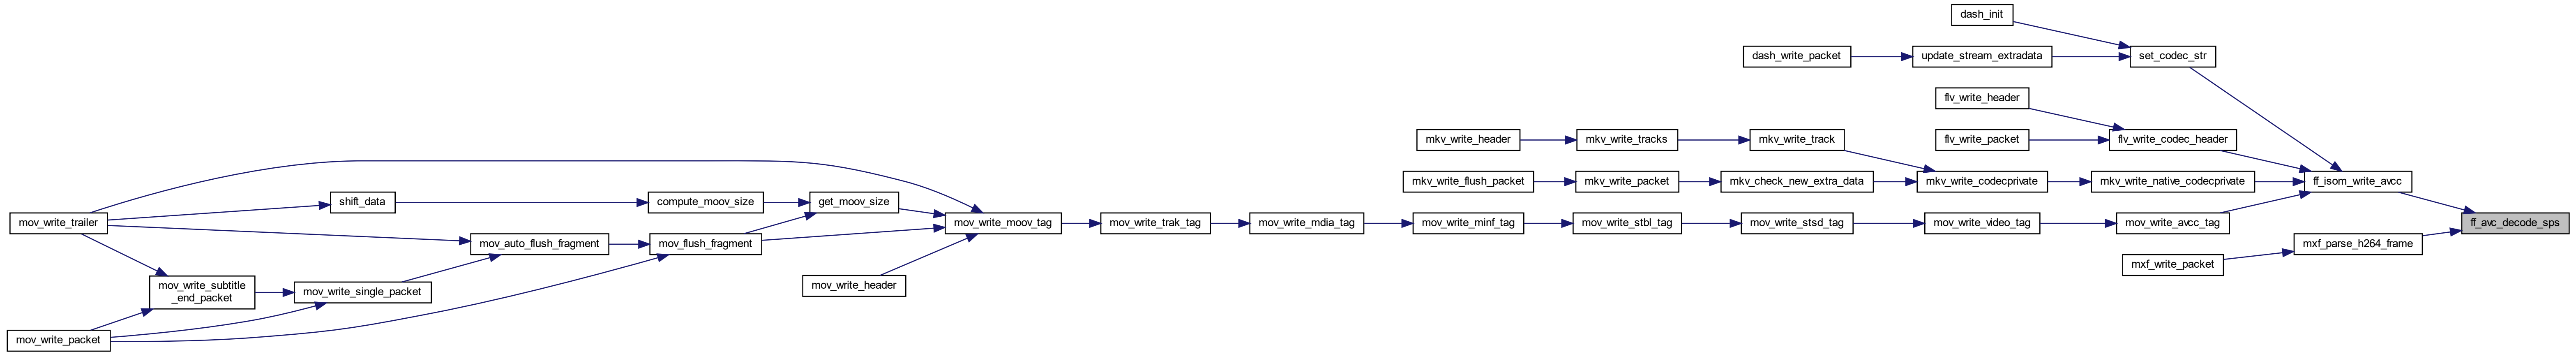 dash_init
dash_write_packet
update_stream_extradata
set_codec_str
flv_write_header
mkv_write_header
mkv_write_tracks
mkv_write_track
flv_write_packet
flv_write_codec_header
mkv_write_flush_packet
mkv_write_packet
mkv_check_new_extra_data
mkv_write_codecprivate
mkv_write_native_codecprivate
ff_isom_write_avcc
shift_data
compute_moov_size
get_moov_size
mov_write_trailer
mov_write_moov_tag
mov_write_trak_tag
mov_write_mdia_tag
mov_write_minf_tag
mov_write_stbl_tag
mov_write_stsd_tag
mov_write_video_tag
mov_write_avcc_tag
ff_avc_decode_sps
mov_auto_flush_fragment
mov_flush_fragment
mxf_parse_h264_frame
mxf_write_packet
mov_write_subtitle
_end_packet
mov_write_single_packet
mov_write_header
mov_write_packet